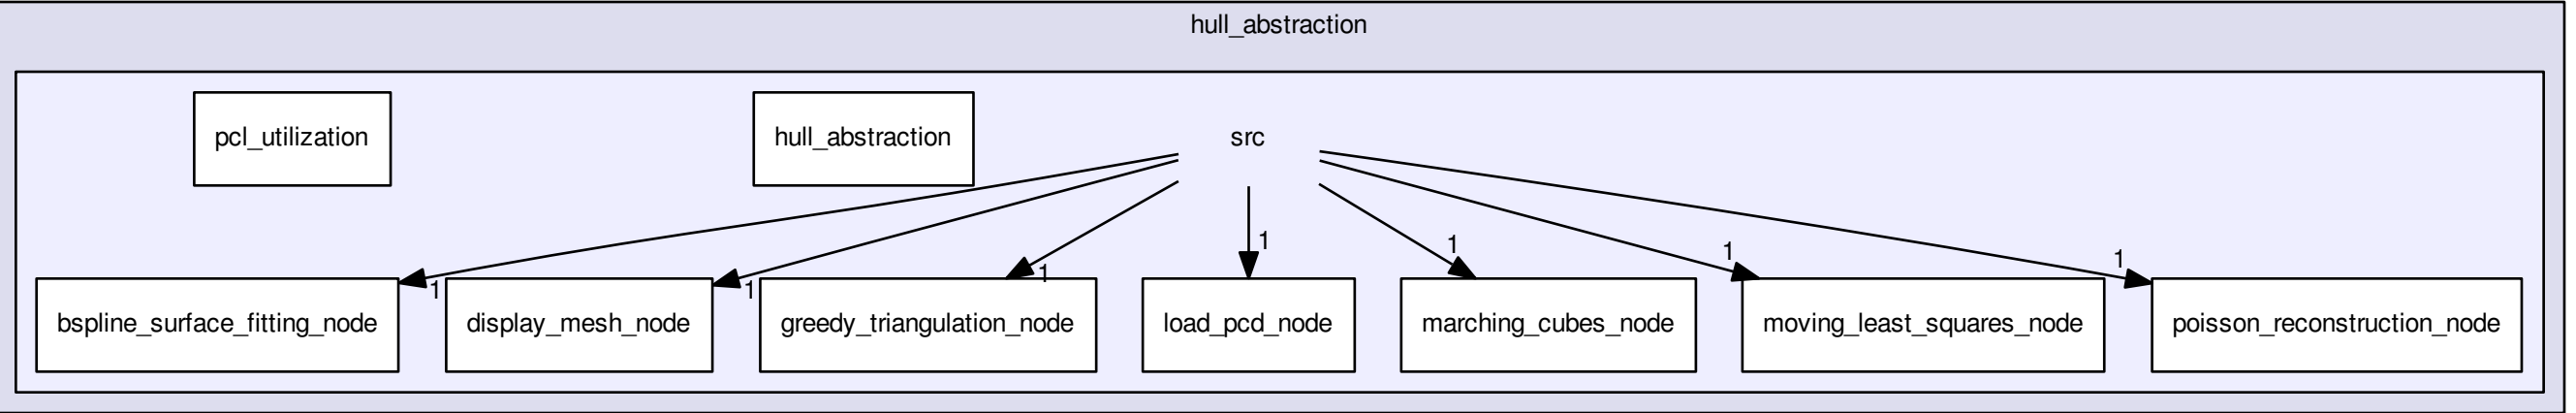 hull_abstraction
pcl_utilization
hull_abstraction
src
1
1
1
1
1
1
1
bspline_surface_fitting_node
display_mesh_node
greedy_triangulation_node
load_pcd_node
marching_cubes_node
moving_least_squares_node
poisson_reconstruction_node